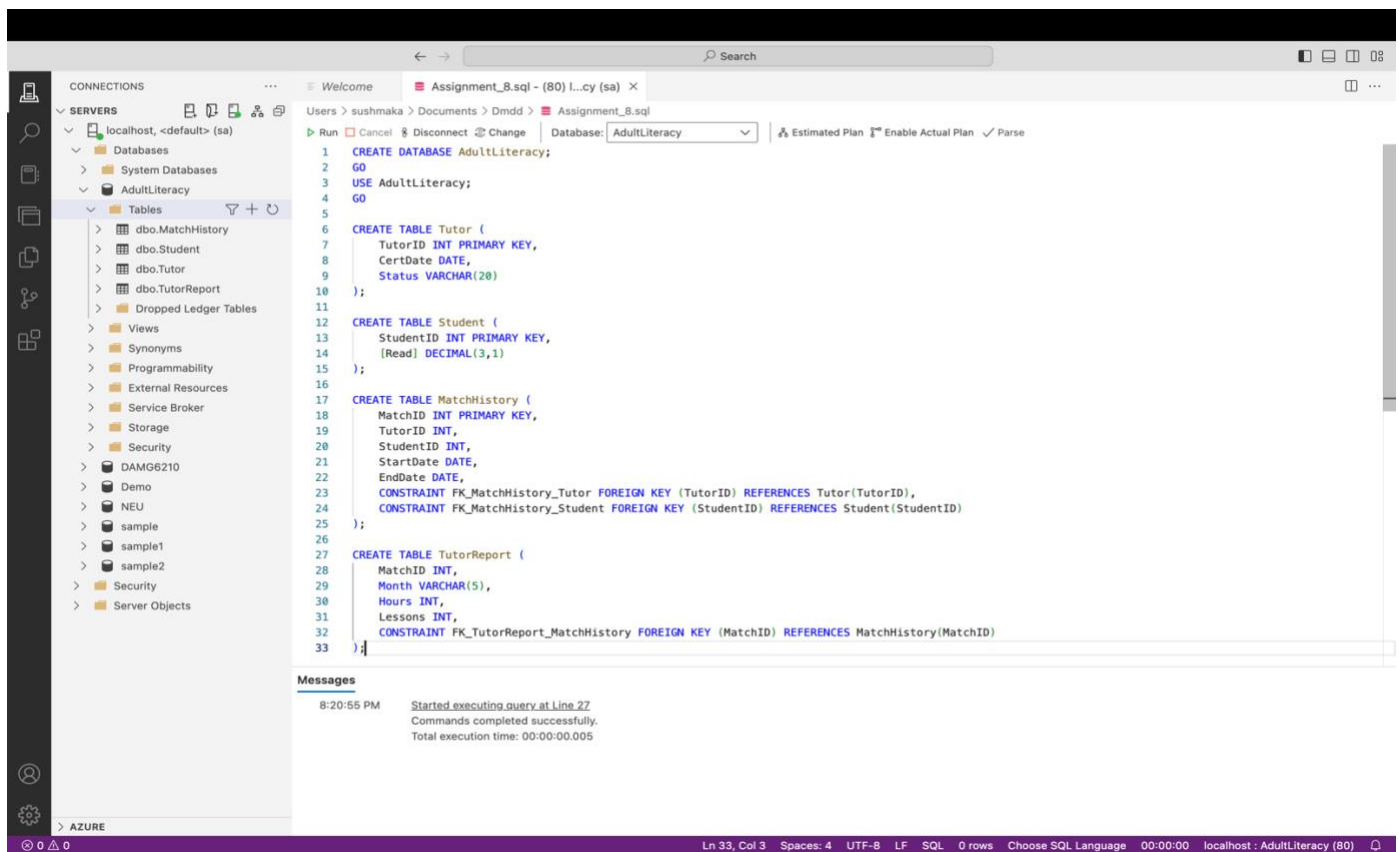 Search
CONNECTIONS ...
SERVERS
localhost, <default> (sa)
Databases
System Databases
AdultLiteracy
Tables
dbo.MatchHistory
dbo.Student
dbo.Tutor
dbo.TutorReport
Dropped Ledger Tables
Views
Synonyms
Programmability
External Resources
Service Broker
Storage
Security
DAMG6210
Demo
NEU
sample
sample1
sample2
Security
Server Objects
AZURE
Welcome
Assignment_8.sql - (80) l...cy (sa)
Users > sushmaka > Documents > Dmdd > Assignment_8.sql
Run Cancel Disconnect Change Database: AdultLiteracy Estimated Plan Enable Actual Plan Parse
1 CREATE DATABASE AdultLiteracy;
2 GO
3 USE AdultLiteracy;
4 GO
5
6 CREATE TABLE Tutor (
7 TutorID INT PRIMARY KEY,
8 CertDate DATE,
9 Status VARCHAR(20)
10 );
11
12 CREATE TABLE Student (
13 StudentID INT PRIMARY KEY,
14 [Read] DECIMAL(3,1)
15 );
16
17 CREATE TABLE MatchHistory (
18 MatchID INT PRIMARY KEY,
19 TutorID INT,
20 StudentID INT,
21 StartDate DATE,
22 EndDate DATE,
23 CONSTRAINT FK_MatchHistory_Tutor FOREIGN KEY (TutorID) REFERENCES Tutor(TutorID),
24 CONSTRAINT FK_MatchHistory_Student FOREIGN KEY (StudentID) REFERENCES Student(StudentID)
25 );
26
27 CREATE TABLE TutorReport (
28 MatchID INT,
29 Month VARCHAR(5),
30 Hours INT,
31 Lessons INT,
32 CONSTRAINT FK_TutorReport_MatchHistory FOREIGN KEY (MatchID) REFERENCES MatchHistory(MatchID)
33 );
Messages
8:20:55 PM Started executing query at Line 27
Commands completed successfully.
Total execution time: 00:00:00.005
0 0 Ln 33, Col 3 Spaces: 4 UTF-8 LF SQL 0 rows Choose SQL Language 00:00:00 localhost : AdultLiteracy (80)